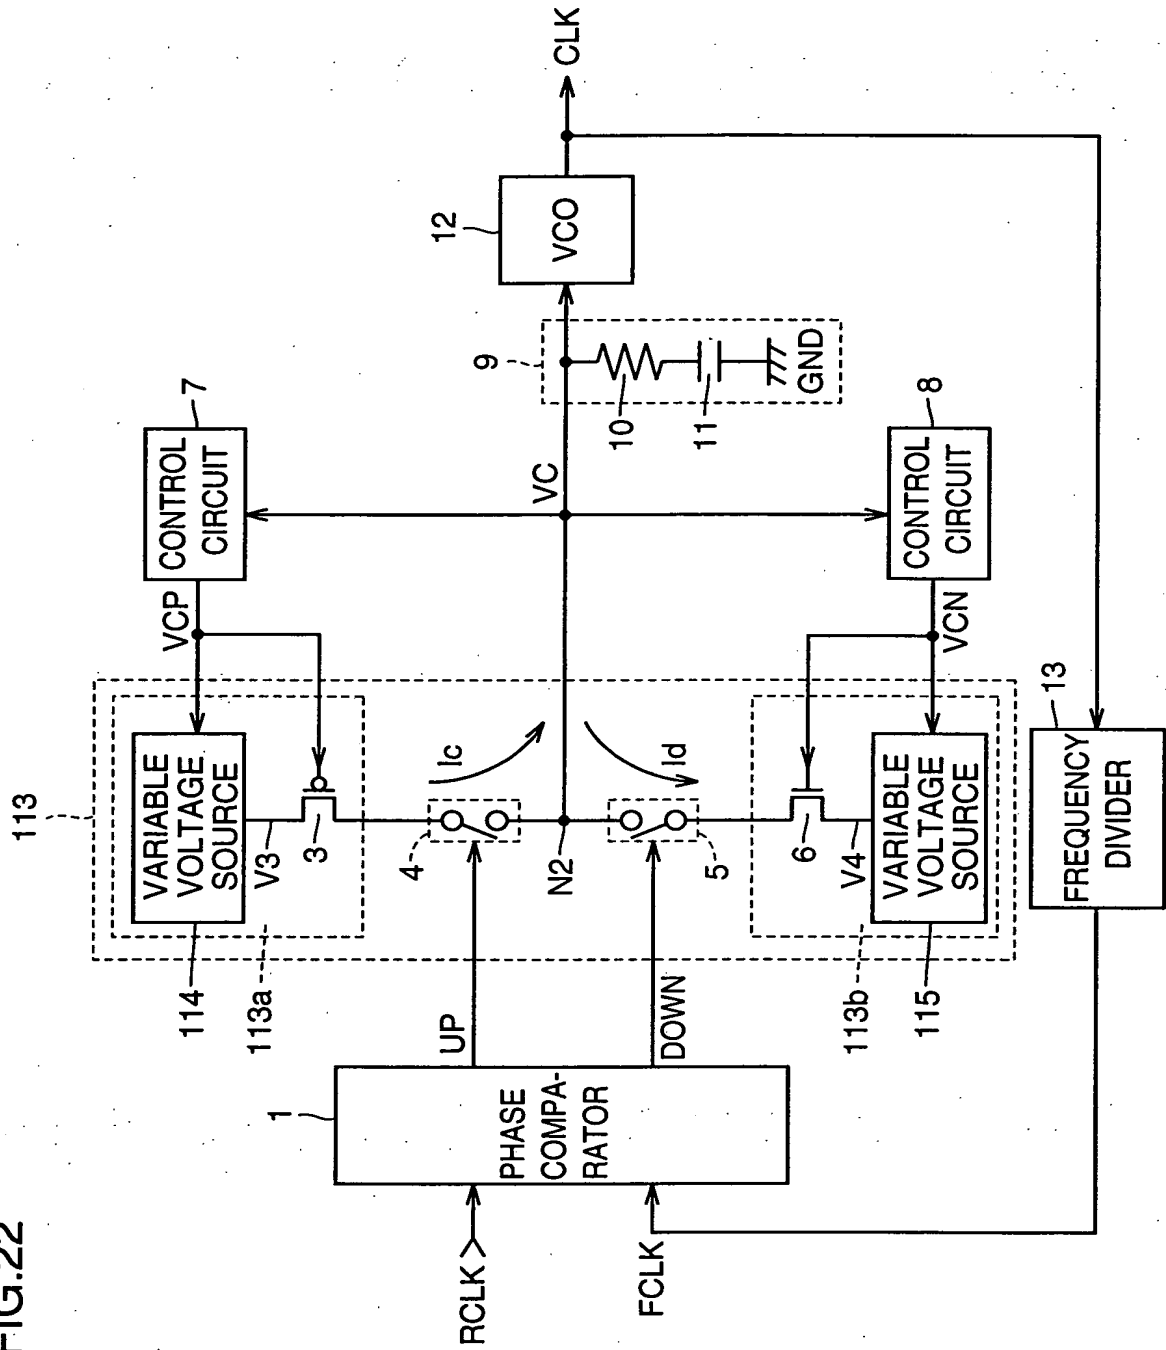 FIG.22
113
VARIABLE
VOLTAGE
SOURCE
114
V3
3
113a
VCP
CONTROL
CIRCUIT
7
1
PHASE
COMPA-
RATOR
RCLK
FCLK
UP
DOWN
4
Ic
N2
Id
5
VC
9
10
11
GND
12
VCO
CLK
6
V4
VARIABLE
VOLTAGE
SOURCE
113b
115
VCN
CONTROL
CIRCUIT
8
13
FREQUENCY
DIVIDER